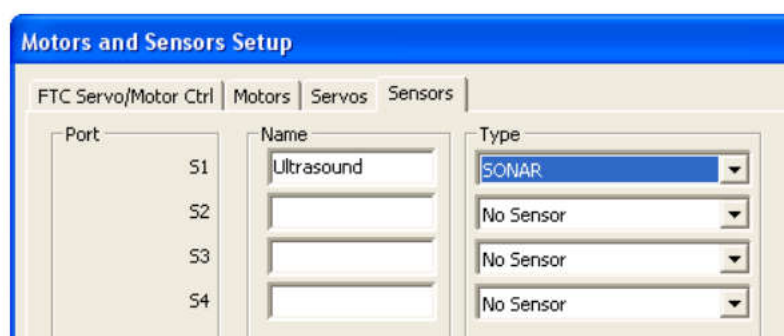 Motors and Sensors Setup
FTC Servo/Motor Ctrl Motors Servos Sensors
Port Name Type
S1 Ultrasound SONAR
S2 No Sensor
S3 No Sensor
S4 No Sensor